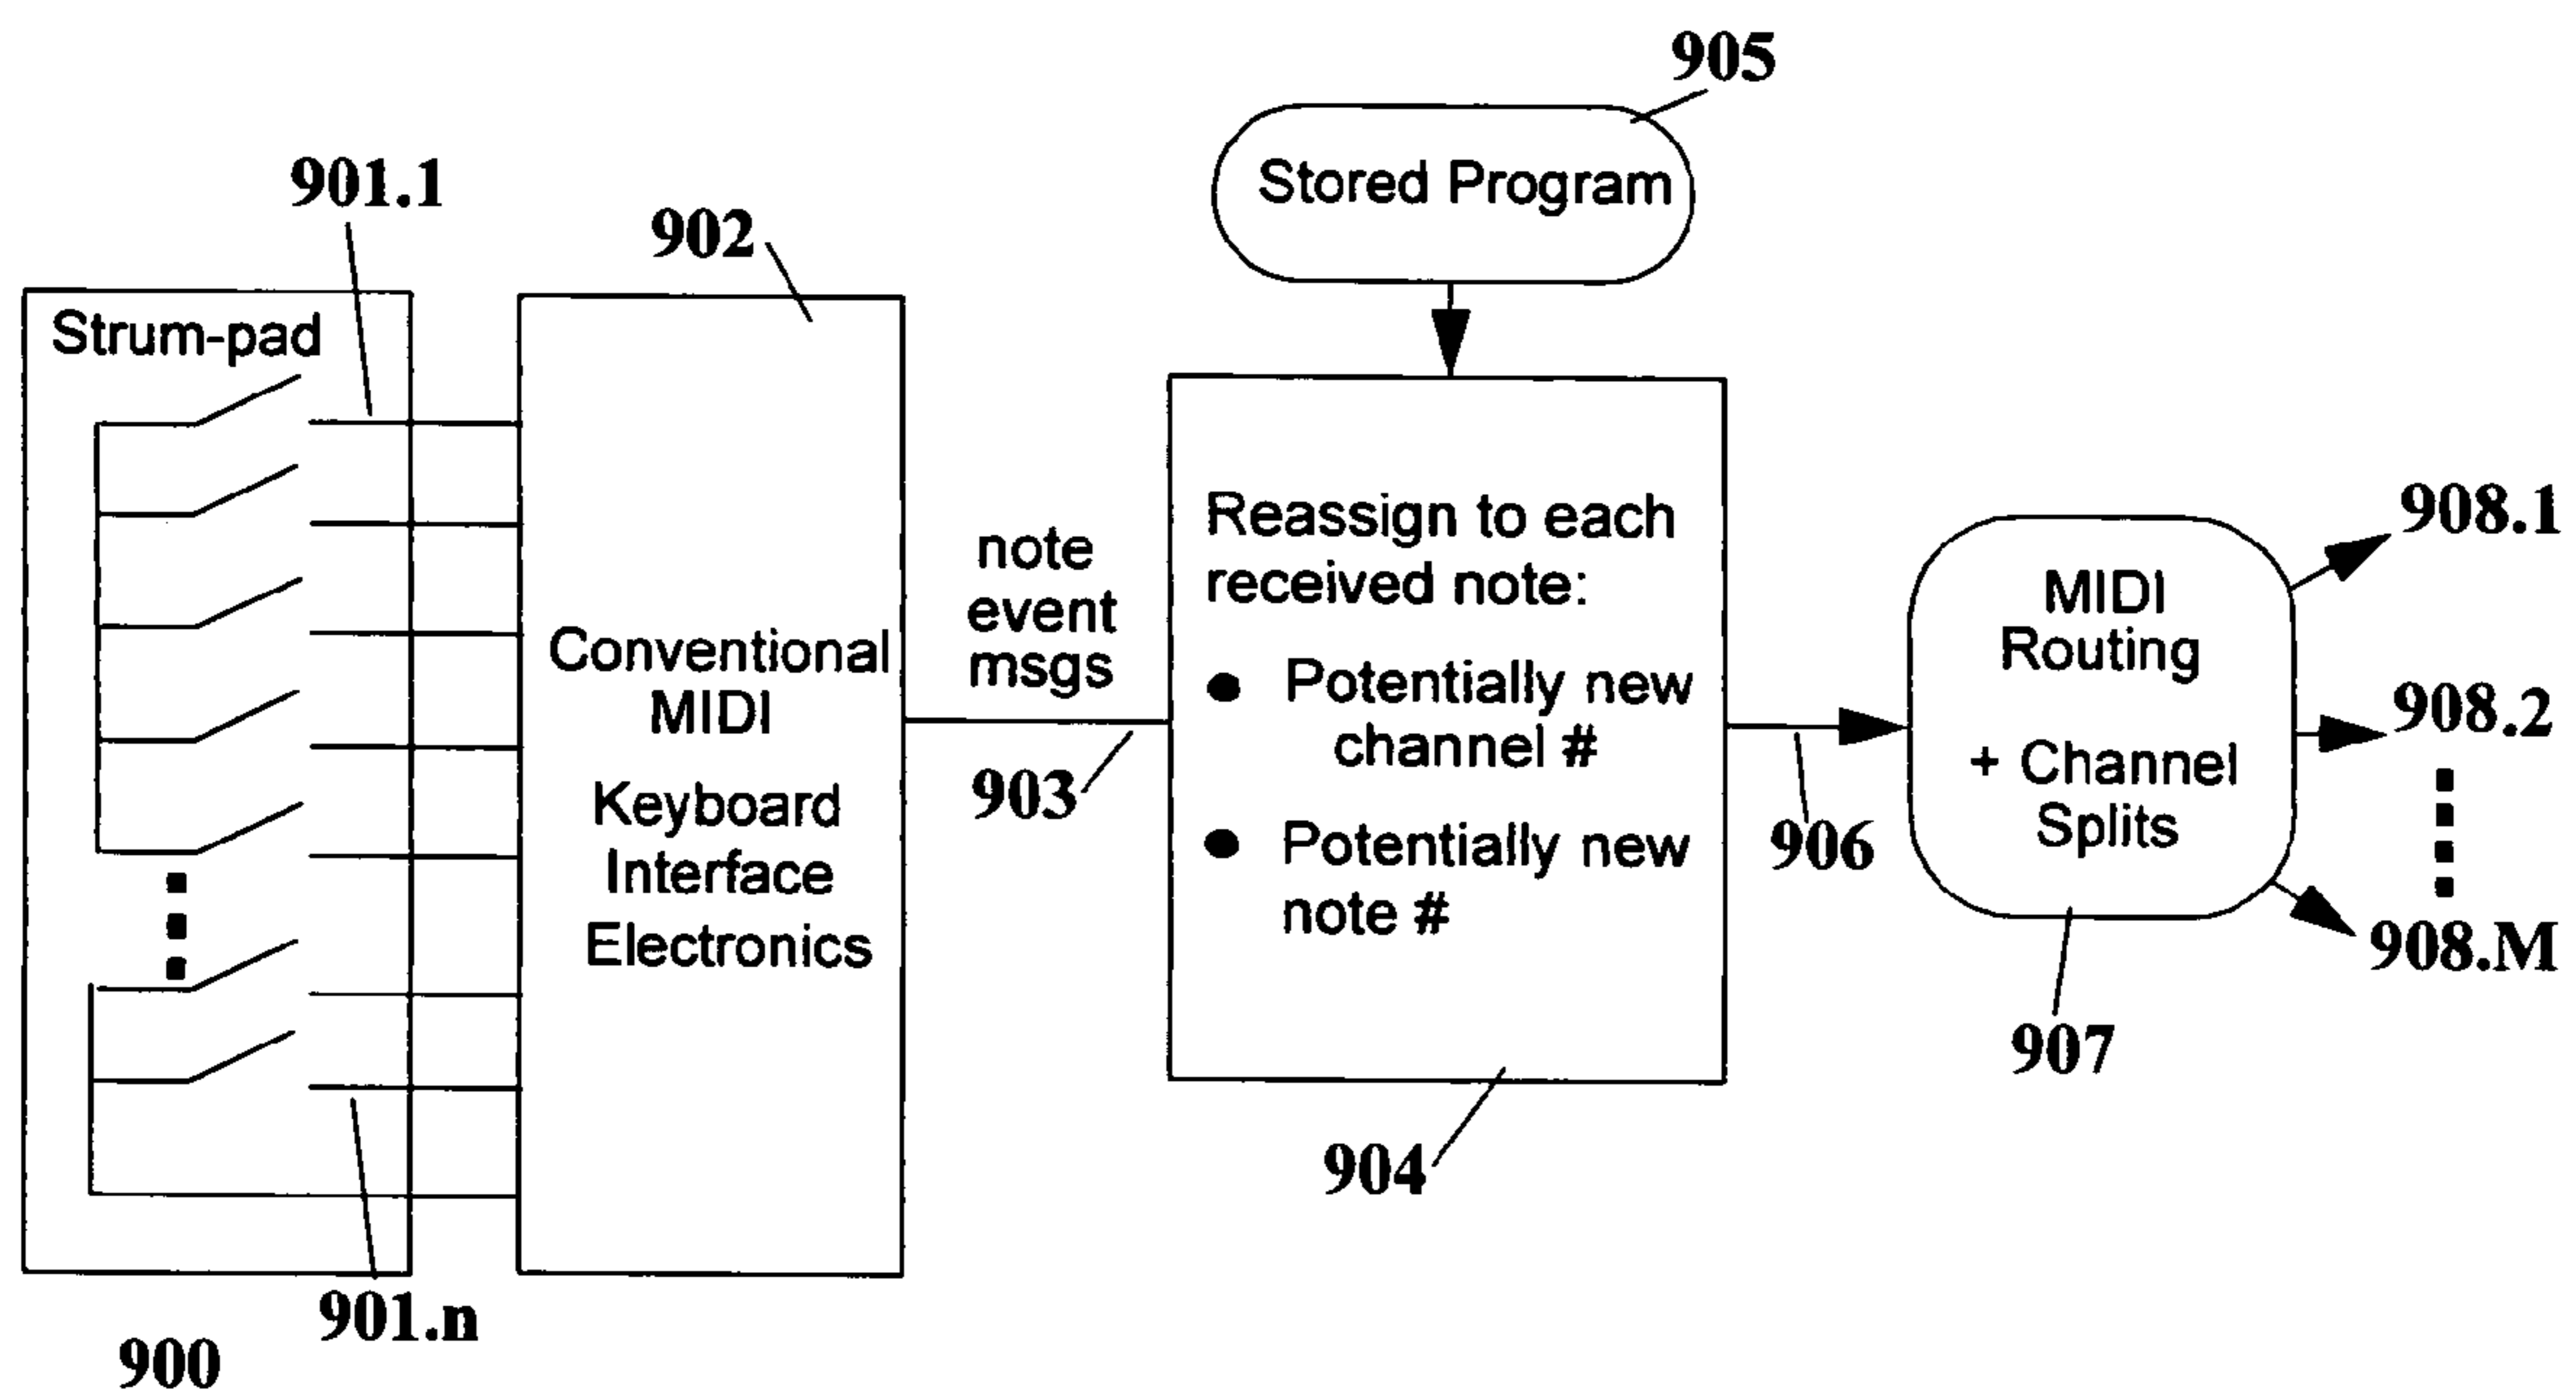 905
Stored Program
901.1
902
Strum-pad
Conventional
MIDI
Keyboard
Interface
Electronics
note
event
msgs
903
Reassign to each
received note:
● Potentially new
channel #
● Potentially new
note #
904
906
MIDI
Routing
+ Channel
Splits
907
908.1
908.2
908.M
901.n
900